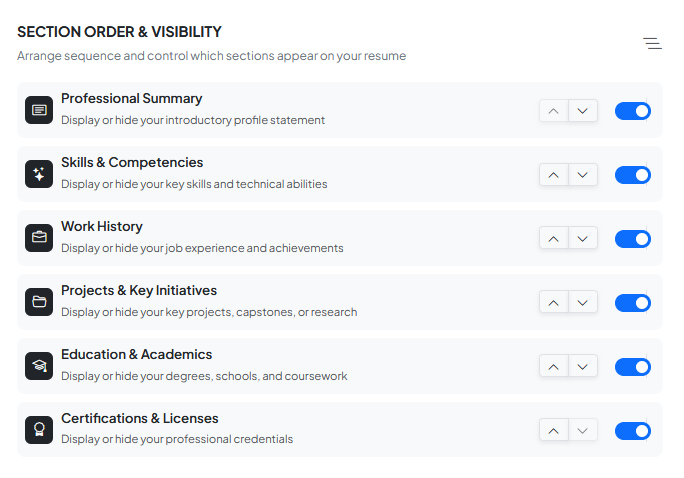 SECTION ORDER & VISIBILITY
Arrange sequence and control which sections appear on your resume
Professional Summary
Display or hide your introductory profile statement
Skills & Competencies
Display or hide your key skills and technical abilities
Work History
Display or hide your job experience and achievements
Projects & Key Initiatives
Display or hide your key projects, capstones, or research
Education & Academics
Display or hide your degrees, schools, and coursework
Certifications & Licenses
Display or hide your professional credentials